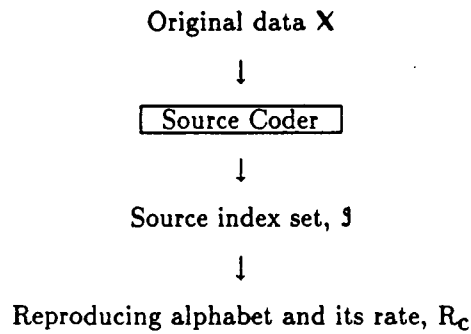 Original data X
↓
Source Coder
↓
Source index set, ℑ
↓
Reproducing alphabet and its rate, R_c